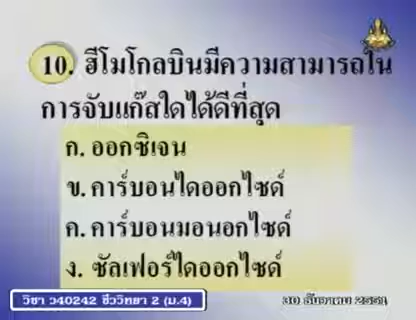 10. ฮีโมโกลบินมีความสามารถใน
การจับแก๊สใดได้ดีที่สุด
ก. ออกซิเจน
ข. คาร์บอนไดออกไซด์
ค. คาร์บอนมอนอกไซด์
ง. ซัลเฟอร์ไดออกไซด์
วิชา ว40242 ชีววิทยา 2 (ม.4)
30 ธันวาคม 2551